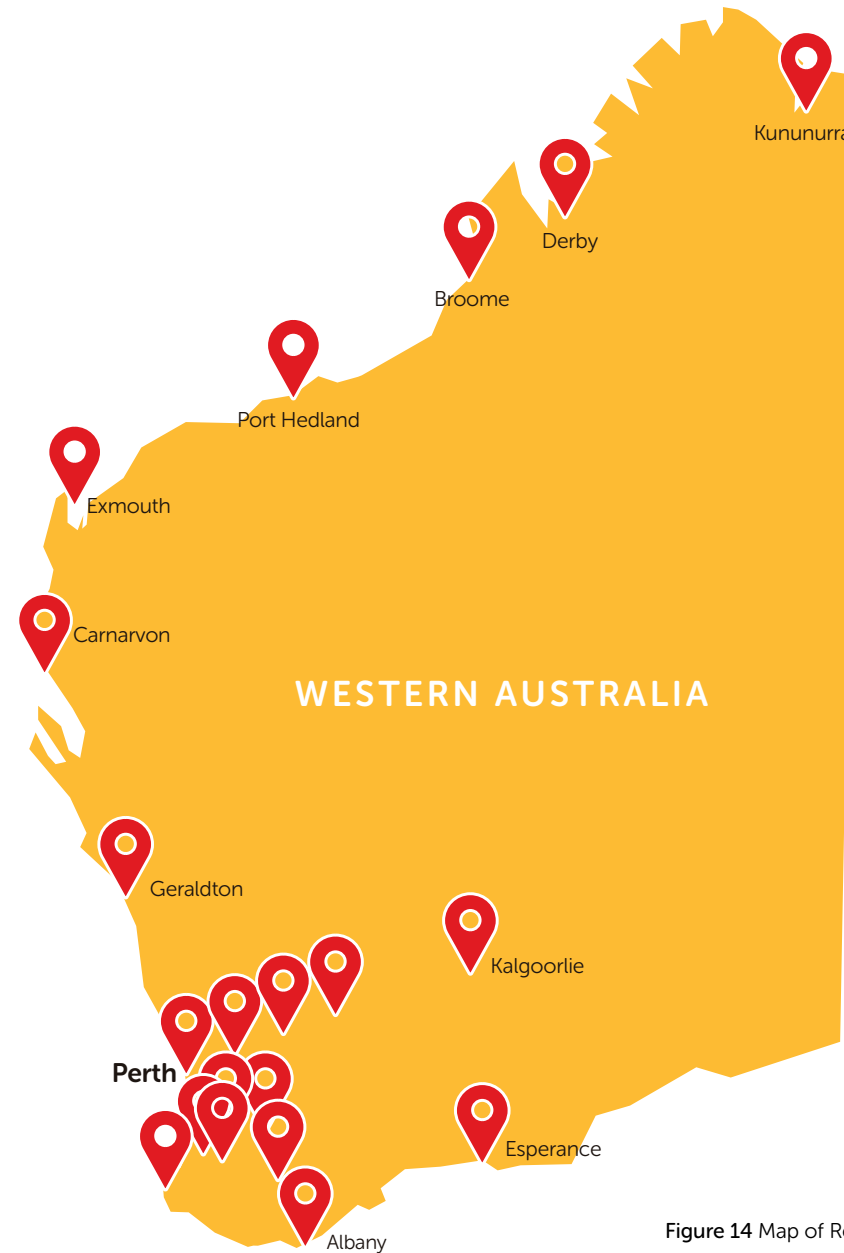 Kununurra
Derby
Broome
Port Hedland
Exmouth
Carnarvon
WESTERN AUSTRALIA
Geraldton
Kalgoorlie
Perth
Esperance
Figure 14 Map of
Albany